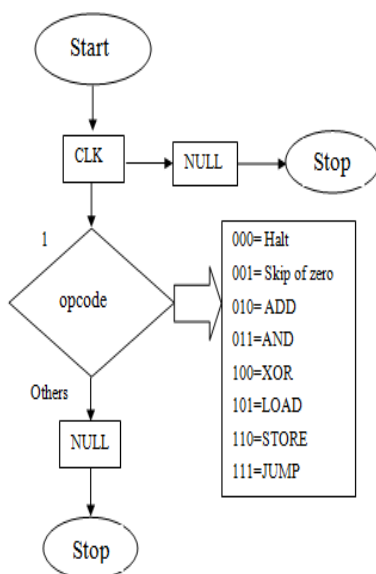 Start
CLK
NULL
Stop
1
opcode
000= Halt
001= Skip of zero
010= ADD
011=AND
100=XOR
101=LOAD
110=STORE
111=JUMP
Others
NULL
Stop